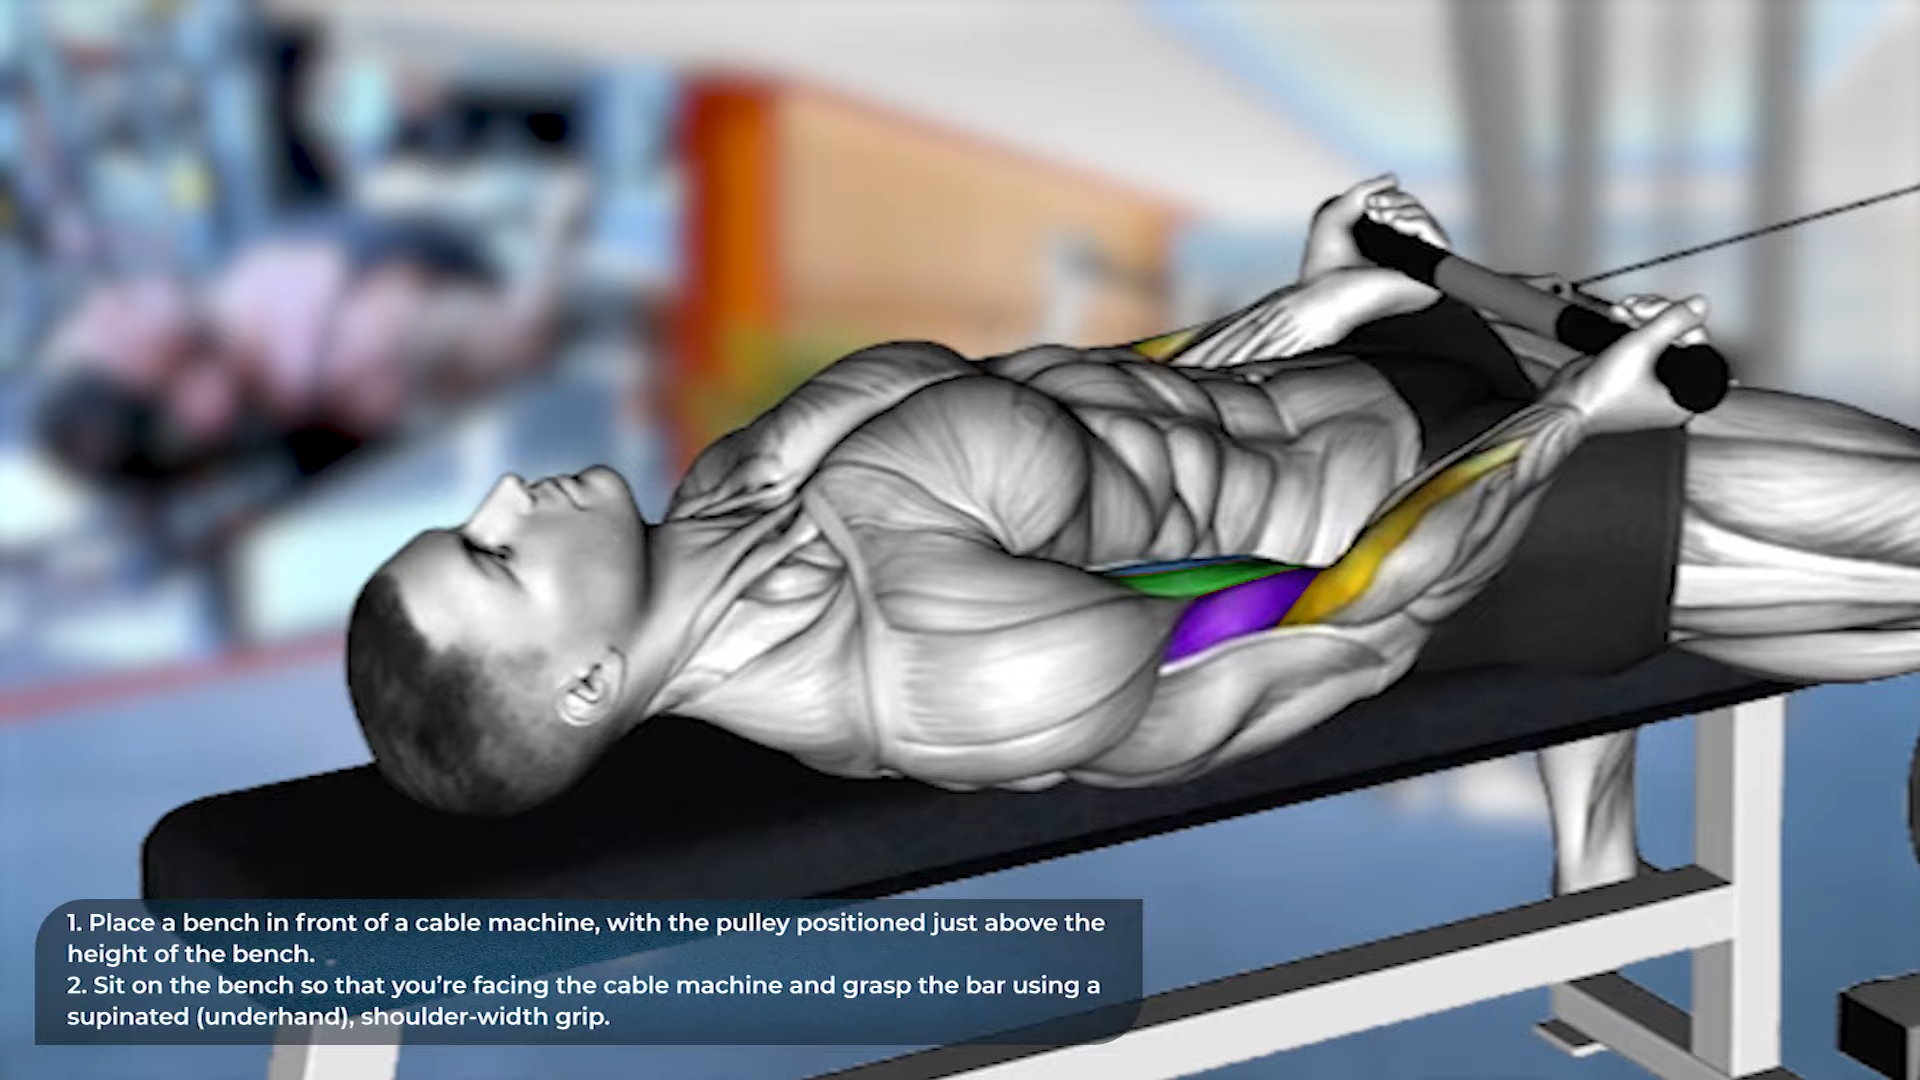 1. Place a bench in front of a cable machine, with the pulley positioned just above the
height of the bench.
2. Sit on the bench so that you’re facing the cable machine and grasp the bar using a
supinated (underhand), shoulder-width grip.